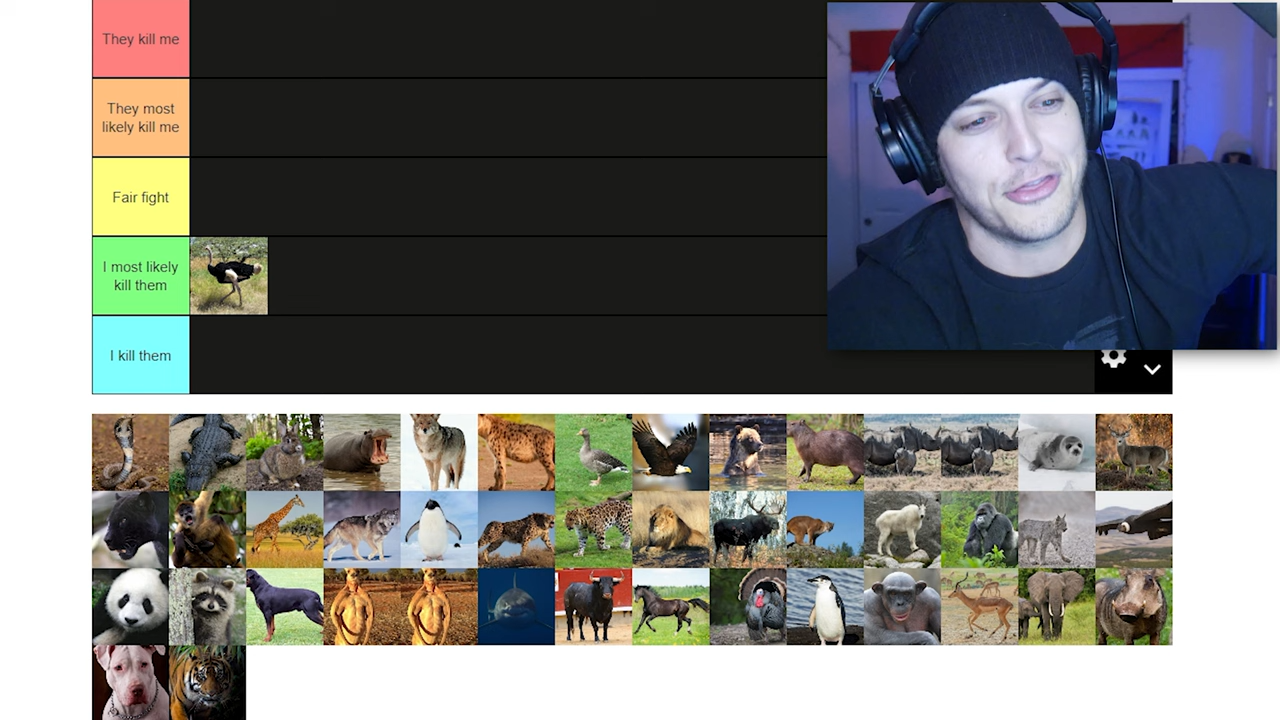 They kill me
They most
likely kill me
Fair fight
I most likely
kill them
I kill them